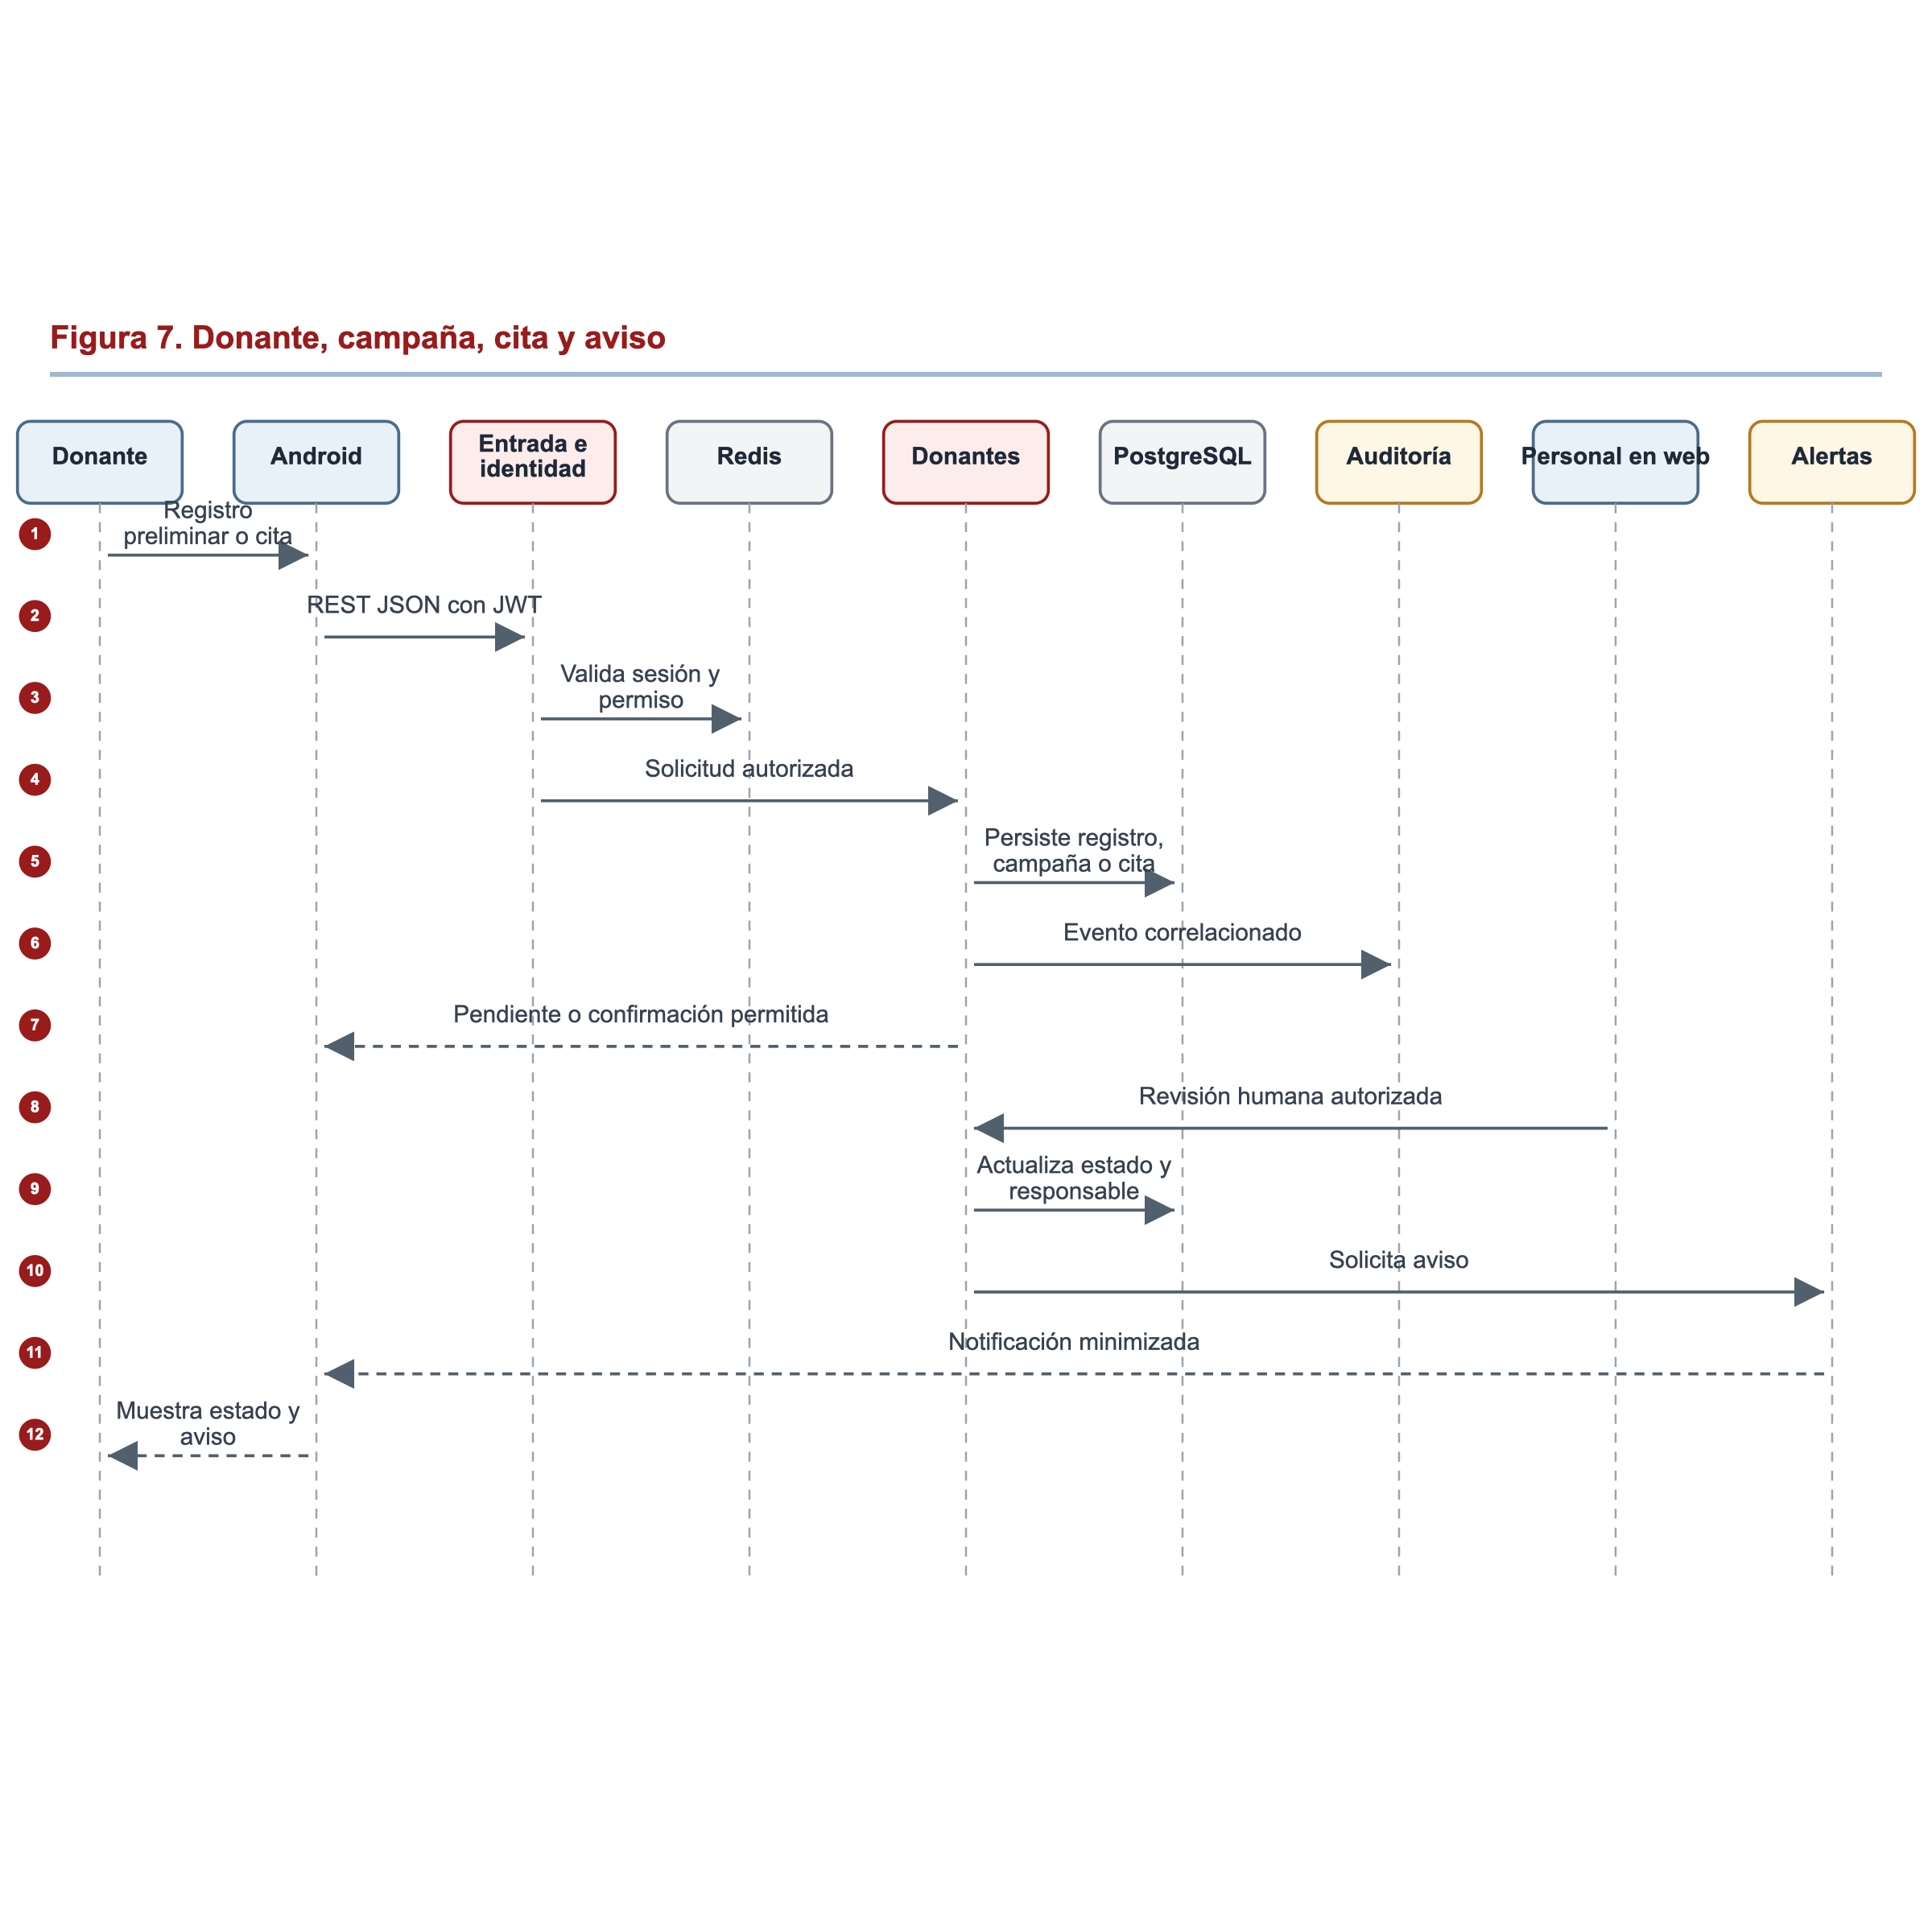 Figura 7. Donante, campaña, cita y aviso
Donante
Android
Entrada e
identidad
Redis
Donantes
PostgreSQL
Auditoría
Personal en web
Alertas
1
Registro
preliminar o cita
2
REST JSON con JWT
3
Valida sesión y
permiso
4
Solicitud autorizada
5
Persiste registro,
campaña o cita
6
Evento correlacionado
7
Pendiente o confirmación permitida
8
Revisión humana autorizada
9
Actualiza estado y
responsable
10
Solicita aviso
11
Notificación minimizada
12
Muestra estado y
aviso